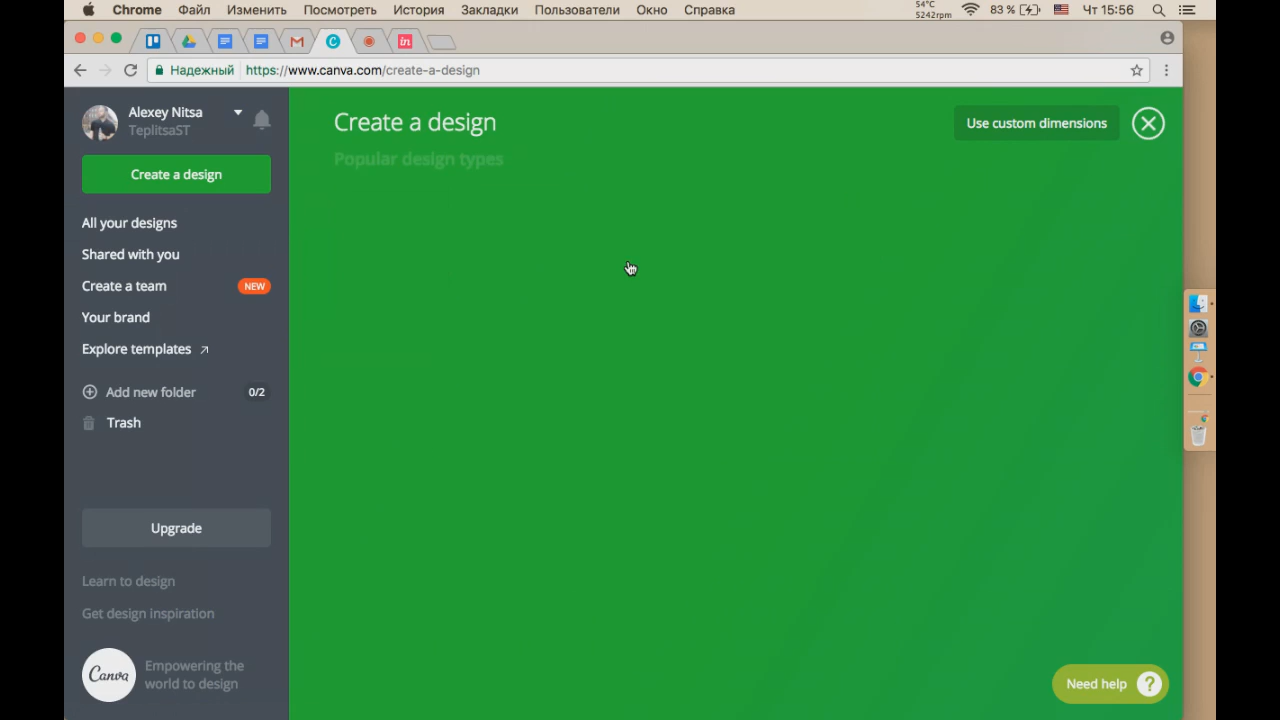 Chrome Файл Изменить Посмотреть История Закладки Пользователи Окно Справка
54°C
5242rpm
83 %
Чт 15:56
Надежный https://www.canva.com/create-a-design
Alexey Nitsa
TeplitsaST
Create a design
All your designs
Shared with you
Create a team NEW
Your brand
Explore templates
Add new folder 0/2
Trash
Upgrade
Learn to design
Get design inspiration
Canva
Empowering the
world to design
Create a design
Use custom dimensions
Popular design types
Need help ?